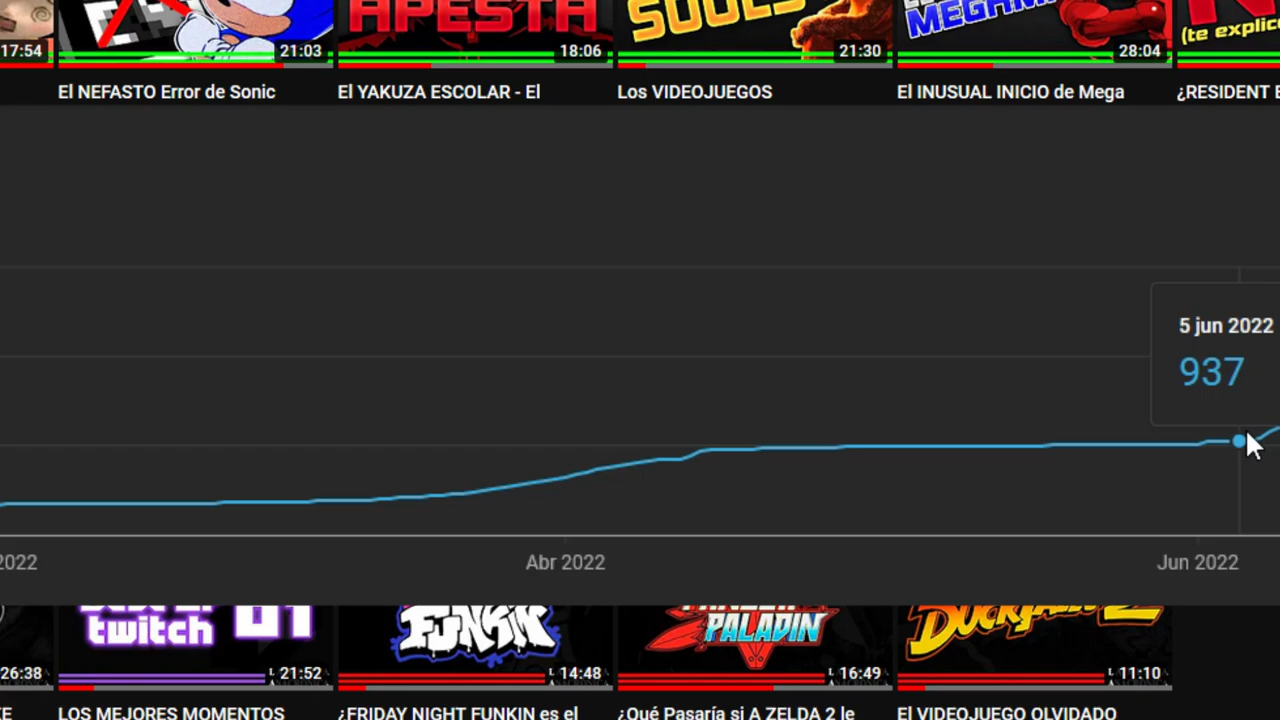 APESTA
SOULS
MEGAM
(te explic
17:54
21:03
18:06
21:30
28:04
El NEFASTO Error de Sonic
El YAKUZA ESCOLAR - El
Los VIDEOJUEGOS
El INUSUAL INICIO de Mega
¿RESIDENT E
5 jun 2022
937
2022
Abr 2022
Jun 2022
twitch
01
FUNKIN
PALADIN
2
26:38
21:52
14:48
16:49
11:10
KE
LOS MEJORES MOMENTOS
¿FRIDAY NIGHT FUNKIN es el
¿Qué Pasaría si A ZELDA 2 le
El VIDEOJUEGO OLVIDADO